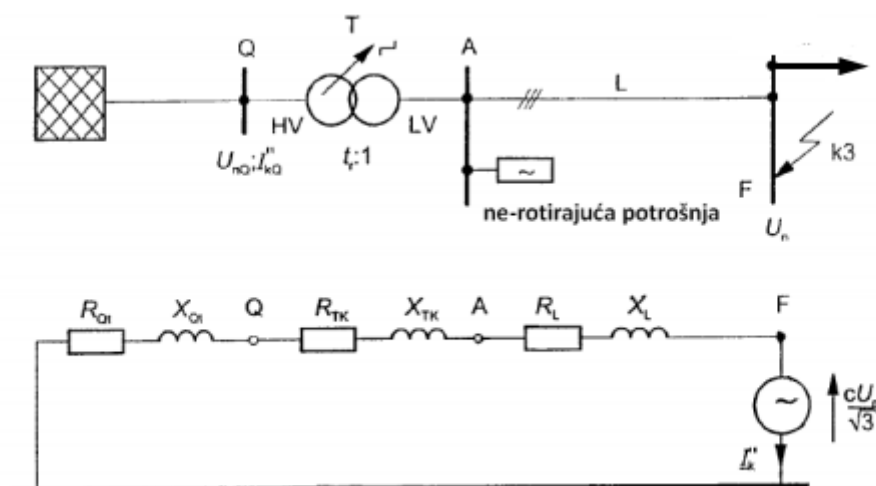 T
Q
A
L
HV
LV
k3
U_nQ; I''_kQ
t_r:1
F
ne-rotirajuća potrošnja
U_n
R_Qt X_Qt Q R_TK X_TK A R_L X_L F
~
cU_n
√3
I''_k